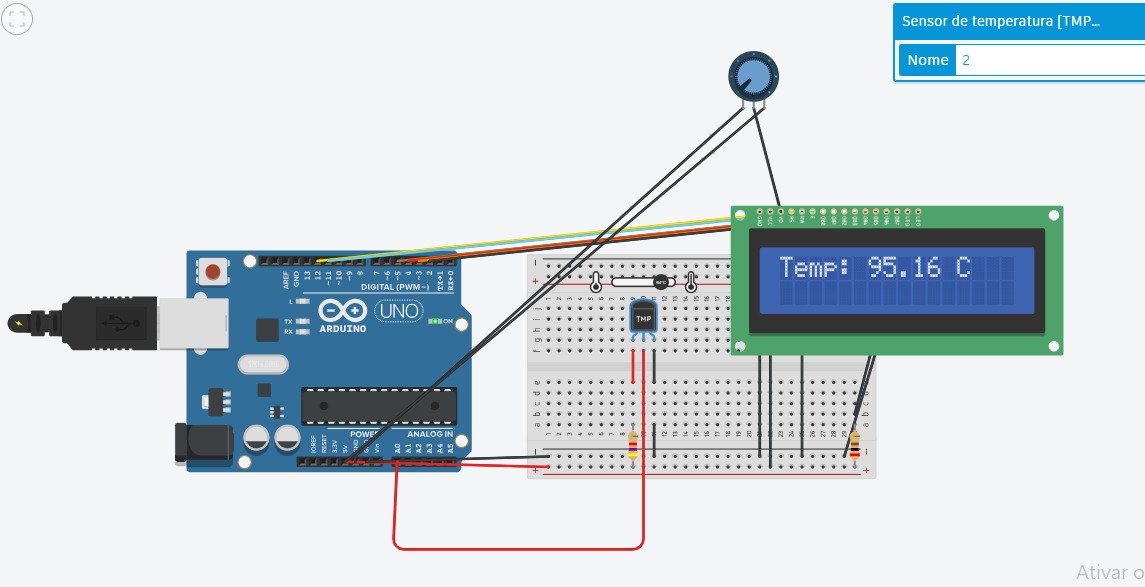 Sensor de temperatura [TMP...
Nome 2
Temp: 95.16 C
AREF
GND
13
12
~11
~10
~9
8
7
~6
~5
4
~3
2
TX→1
RX←0
DIGITAL (PWM~)
L
TX
RX
UNO
ARDUINO
ON
TMP
POWER
ANALOG IN
IOREF
RESET
3.3V
5V
GND
Vin
A0
A1
A2
A3
A4
A5
Ativar o